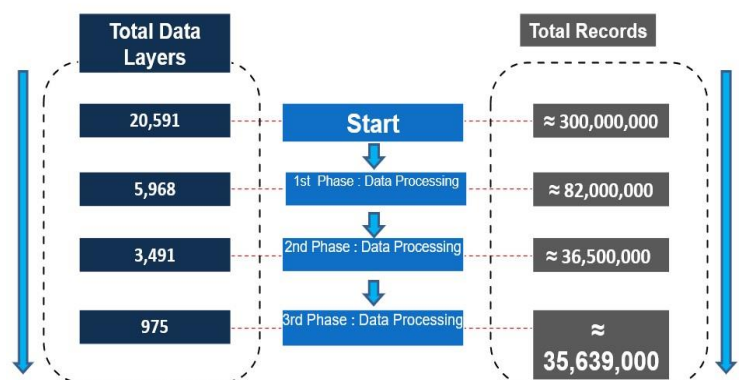 Total Data
Layers
Total Records
20,591
Start
≈ 300,000,000
5,968
1st Phase : Data Processing
≈ 82,000,000
3,491
2nd Phase : Data Processing
≈ 36,500,000
975
3rd Phase : Data Processing
≈
35,639,000